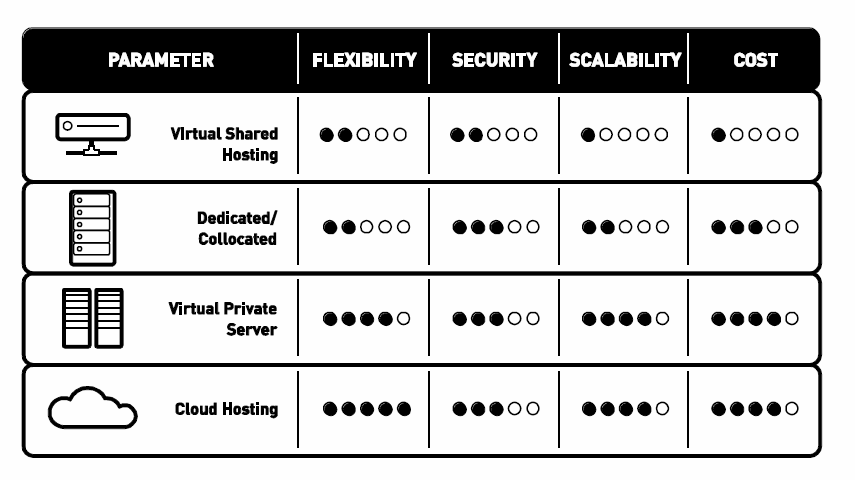 PARAMETER FLEXIBILITY SECURITY SCALABILITY COST
Virtual Shared
Hosting
Dedicated/
Collocated
Virtual Private
Server
Cloud Hosting